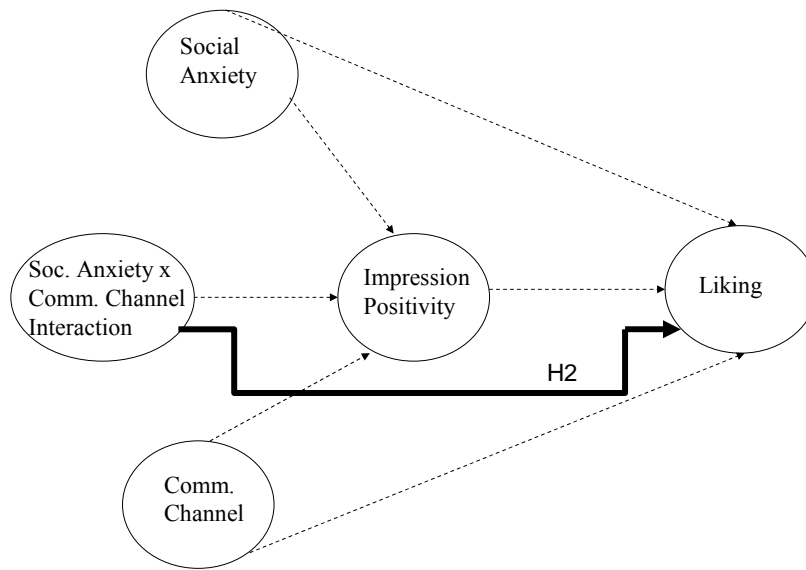 Social
Anxiety
Soc. Anxiety x
Comm. Channel
Interaction
Impression
Positivity
Liking
H2
Comm.
Channel